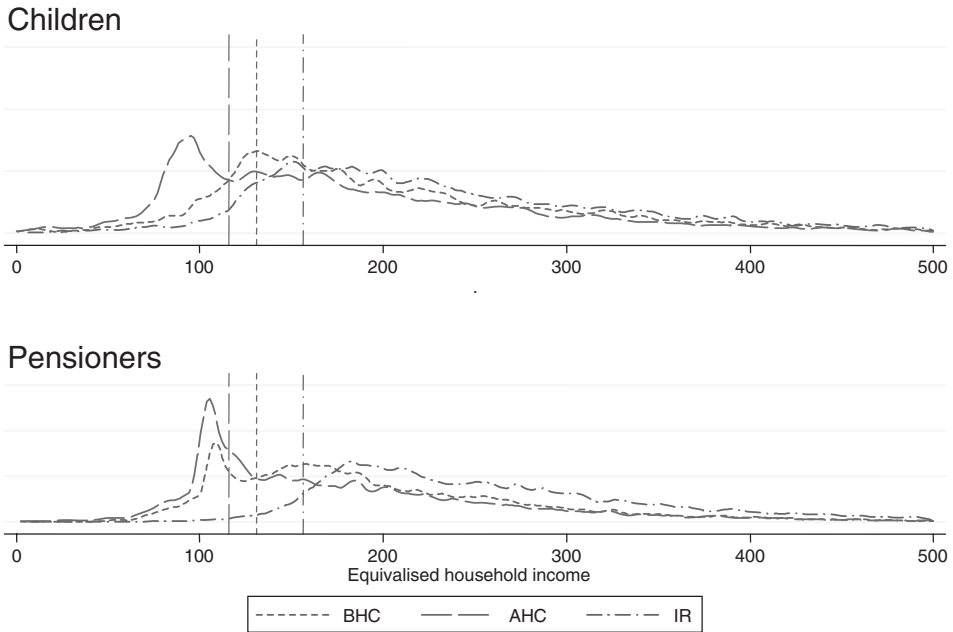 Children
0 100 200 300 400 500
.
Pensioners
0 100 200 300 400 500
Equivalised household income
BHC AHC IR